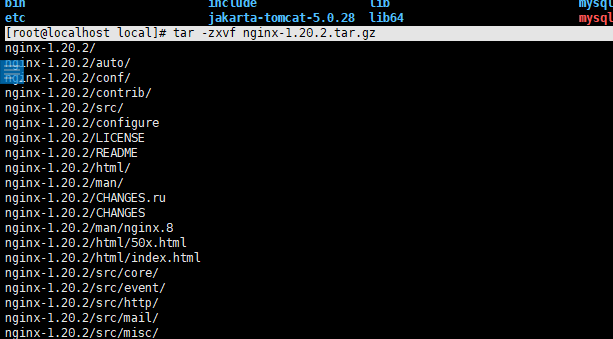 bin include lib mysql
etc jakarta-tomcat-5.0.28 lib64 mysql
[root@localhost local]# tar -zxvf nginx-1.20.2.tar.gz
nginx-1.20.2/
nginx-1.20.2/auto/
nginx-1.20.2/conf/
nginx-1.20.2/contrib/
nginx-1.20.2/src/
nginx-1.20.2/configure
nginx-1.20.2/LICENSE
nginx-1.20.2/README
nginx-1.20.2/html/
nginx-1.20.2/man/
nginx-1.20.2/CHANGES.ru
nginx-1.20.2/CHANGES
nginx-1.20.2/man/nginx.8
nginx-1.20.2/html/50x.html
nginx-1.20.2/html/index.html
nginx-1.20.2/src/core/
nginx-1.20.2/src/event/
nginx-1.20.2/src/http/
nginx-1.20.2/src/mail/
nginx-1.20.2/src/misc/